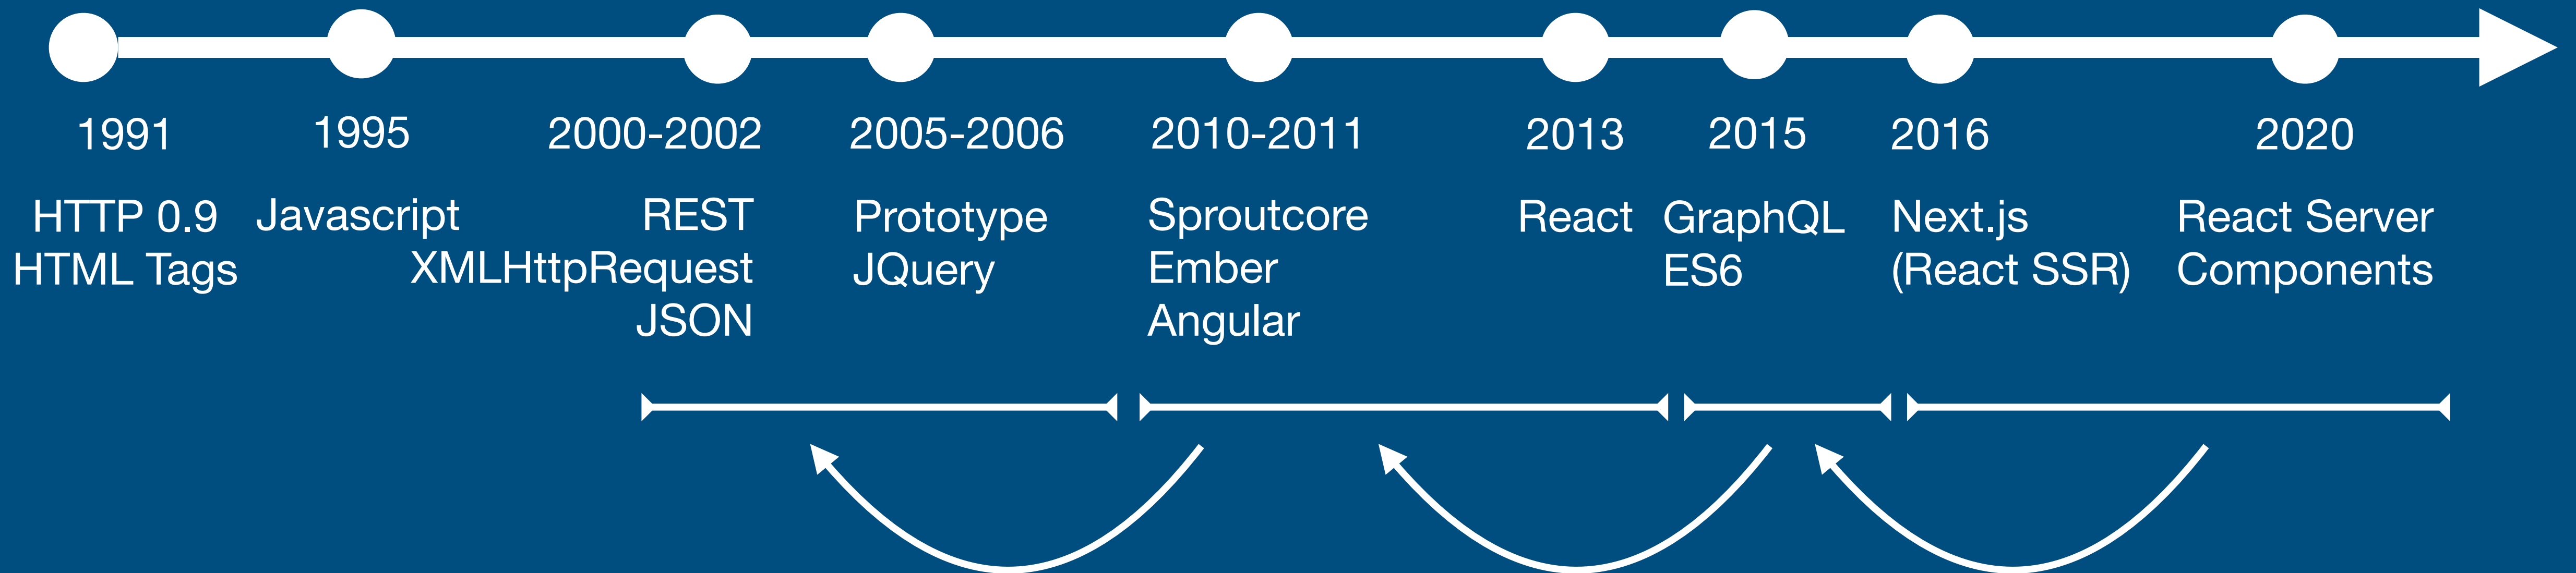 1991
HTTP 0.9
HTML Tags
1995
Javascript
2000-2002
REST
XMLHttpRequest
JSON
2005-2006
Prototype
JQuery
2010-2011
Sproutcore
Ember
Angular
2013
React
2015
GraphQL
ES6
2016
Next.js
(React SSR)
2020
React Server
Components